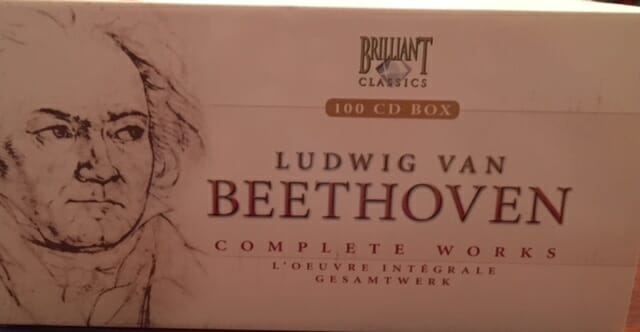 BRILLIANT
CLASSICS
100 CD BOX
LUDWIG VAN
BEETHOVEN
COMPLETE WORKS
L'OEUVRE INTÉGRALE
GESAMTWERK